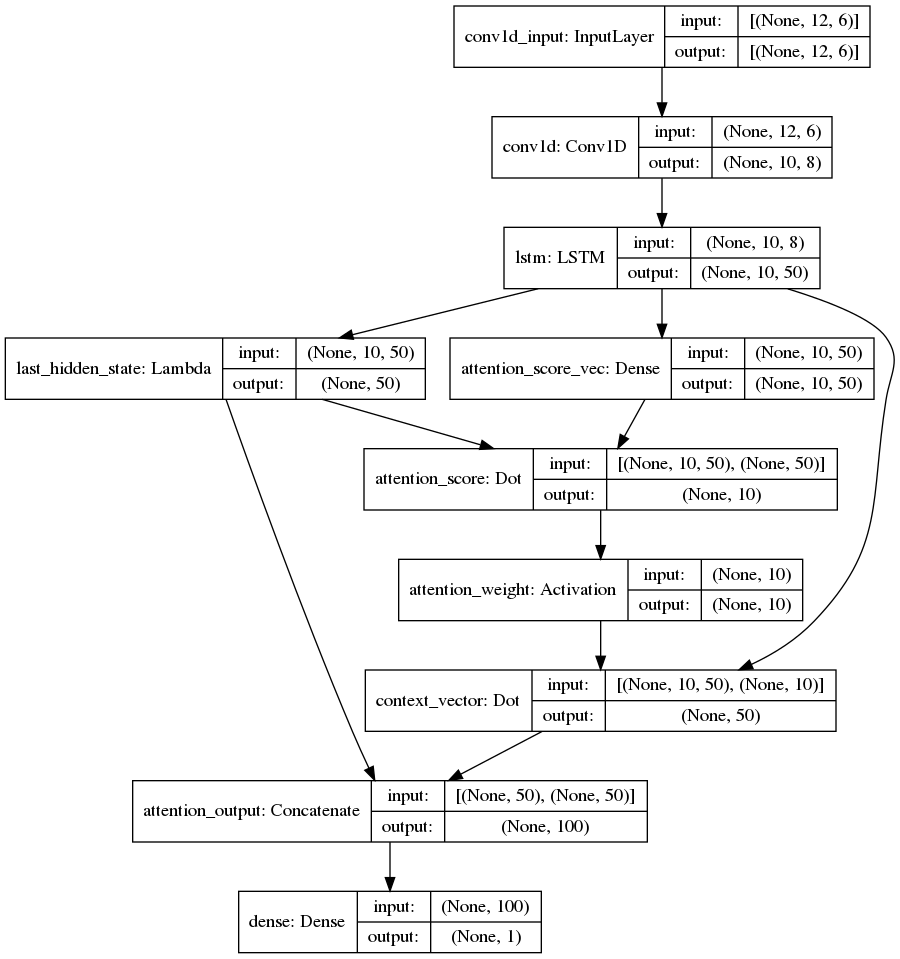 conv1d_input: InputLayer
input:
[(None, 12, 6)]
output:
[(None, 12, 6)]
conv1d: Conv1D
input:
(None, 12, 6)
output:
(None, 10, 8)
lstm: LSTM
input:
(None, 10, 8)
output:
(None, 10, 50)
last_hidden_state: Lambda
input:
(None, 10, 50)
output:
(None, 50)
attention_score_vec: Dense
input:
(None, 10, 50)
output:
(None, 10, 50)
attention_score: Dot
input:
[(None, 10, 50), (None, 50)]
output:
(None, 10)
attention_weight: Activation
input:
(None, 10)
output:
(None, 10)
context_vector: Dot
input:
[(None, 10, 50), (None, 10)]
output:
(None, 50)
attention_output: Concatenate
input:
[(None, 50), (None, 50)]
output:
(None, 100)
dense: Dense
input:
(None, 100)
output:
(None, 1)